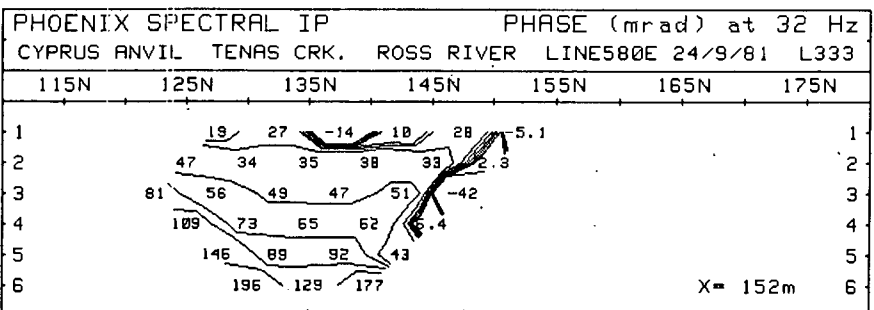 PHOENIX SPECTRAL IP PHASE (mrad) at 32 Hz
CYPRUS ANVIL TENAS CRK. ROSS RIVER LINE580E 24/9/81 L333
115N 125N 135N 145N 155N 165N 175N
1 19 27 -14 10 28 -5.1 1
2 47 34 35 38 33 2.3 2
3 81 56 49 47 51 -42 3
4 109 73 65 62 6.4 4
5 146 89 92 43 5
6 196 129 177 X= 152m 6